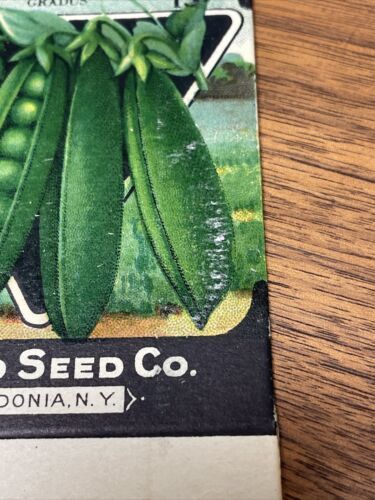 GRADUS
D SEED CO.
DONIA, N. Y.